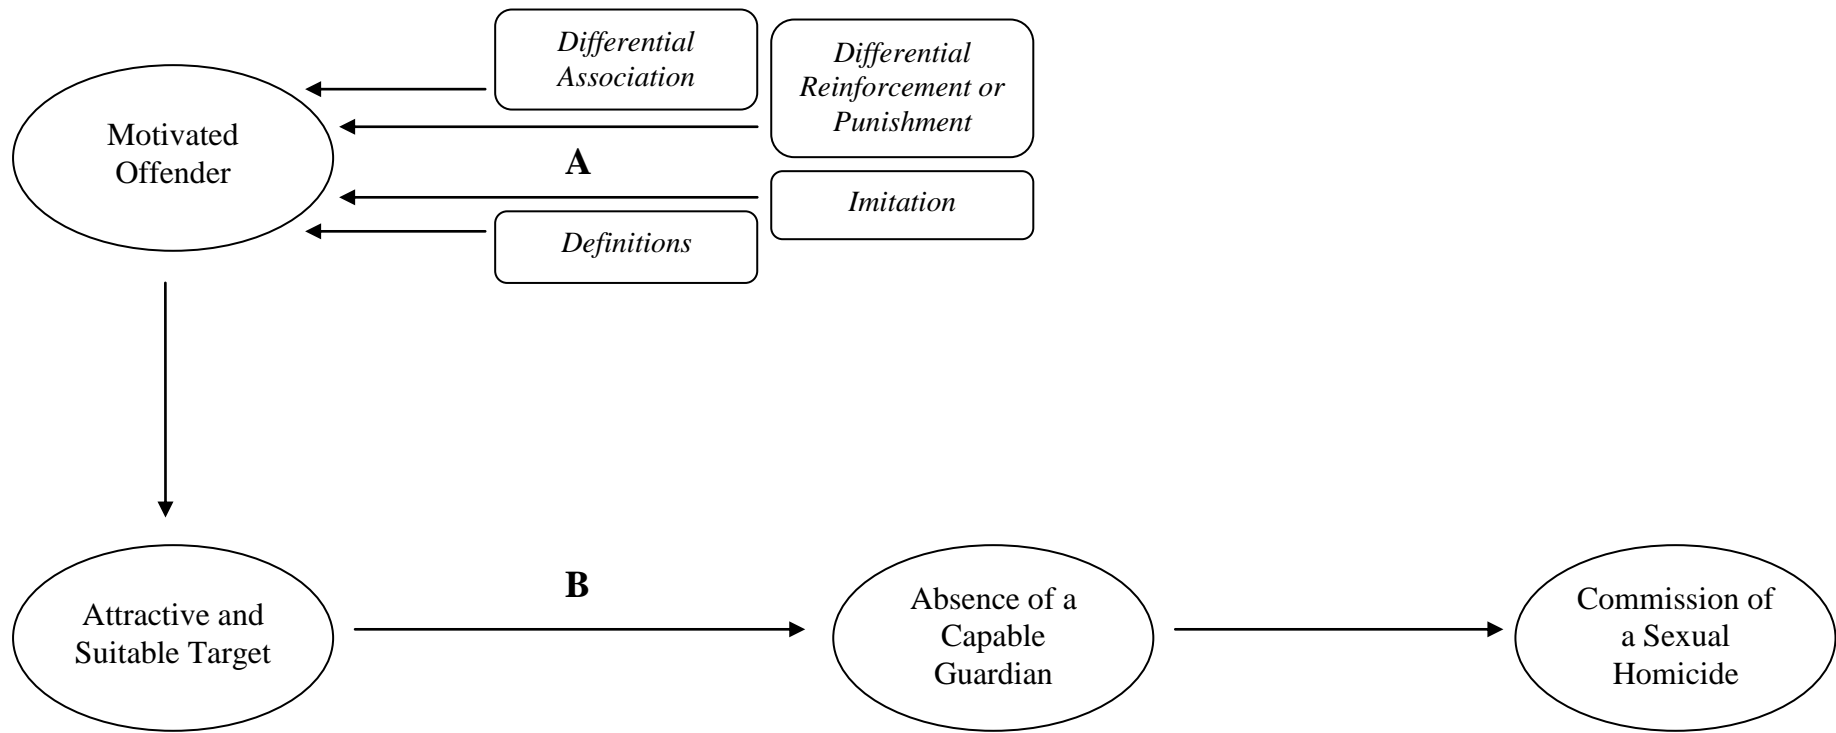 Differential
Association
Differential
Reinforcement or
Punishment
Motivated
Offender
A
Imitation
Definitions
B
Attractive and
Suitable Target
Absence of a
Capable
Guardian
Commission of
a Sexual
Homicide